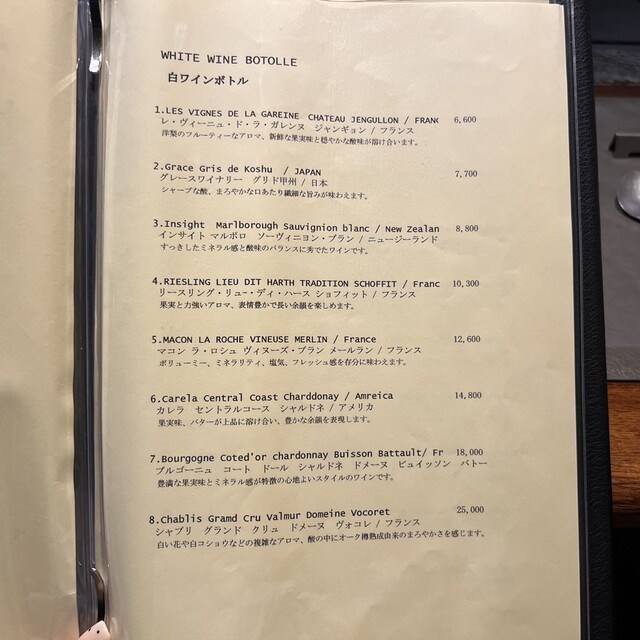 WHITE WINE BOTOLLE
白ワインボトル
1.LES VIGNES DE LA GAREINE CHATEAU JENGULLON / FRANC 6,600
レ・ヴィーニュ・ド・ラ・ガレンヌ ジャンギョン / フランス
洋梨のフルーティーなアロマ、新鮮な果実味と穏やかな酸味が溶け合います。
2.Grace Gris de Koshu / JAPAN 7,700
グレースワイナリー グリド甲州 / 日本
シャープな酸、まろやかな口あたり繊細な旨みが味わえます。
3.Insight Marlborough Sauvignion blanc / New Zealan 8,800
インサイト マルボロ ソーヴィニヨン・ブラン / ニュージーランド
すっきしたミネラル感と酸味のバランスに秀でたワインです。
4.RIESLING LIEU DIT HARTH TRADITION SCHOFFIT / Franc 10,300
リースリング・リュー・ディ・ハース ショフィット / フランス
果実と力強いアロマ、表情豊かで長い余韻を楽しめます。
5.MACON LA ROCHE VINEUSE MERLIN / France 12,600
マコン ラ・ロシュ ヴィヌーズ・ブラン メールラン / フランス
ボリューミー、ミネラリティ、塩気、フレッシュ感を存分に味わえます。
6.Carela Central Coast Charddonay / Amreica 14,800
カレラ セントラルコース シャルドネ / アメリカ
果実味、バターが上品に溶け合い、豊かな余韻を表現します。
7.Bourgogne Coted'or chardonnay Buisson Battault/ Fr 18,000
ブルゴーニュ コート ドール シャルドネ ドメーヌ ビュイッソン バトー
豊満な果実味とミネラル感が特徴の心地よいスタイルのワインです。
8.Chablis Gramd Cru Valmur Domeine Vocoret 25,000
シャブリ グランド クリュ ドメーヌ ヴォコレ / フランス
白い花や白コショウなどの複雑なアロマ、酸の中にオーク樽熟成由来のまろやかさを感じます。